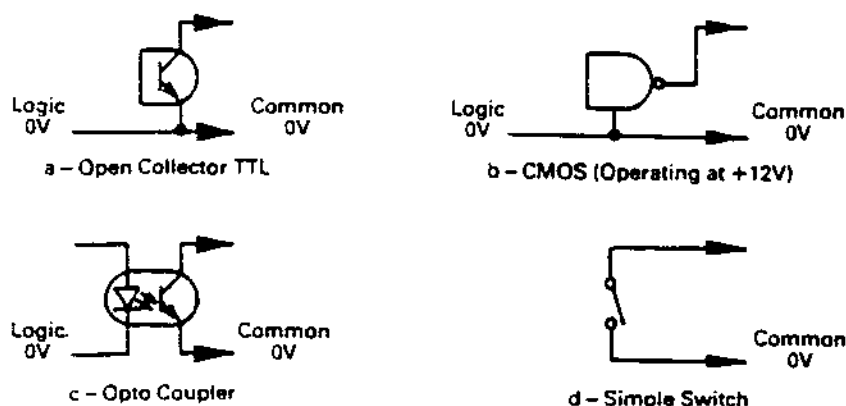 Logic
0V
Common
0V
a – Open Collector TTL
Logic
0V
Common
0V
b – CMOS (Operating at +12V)
Logic.
0V
Common
0V
c – Opto Coupler
Common
0V
d – Simple Switch